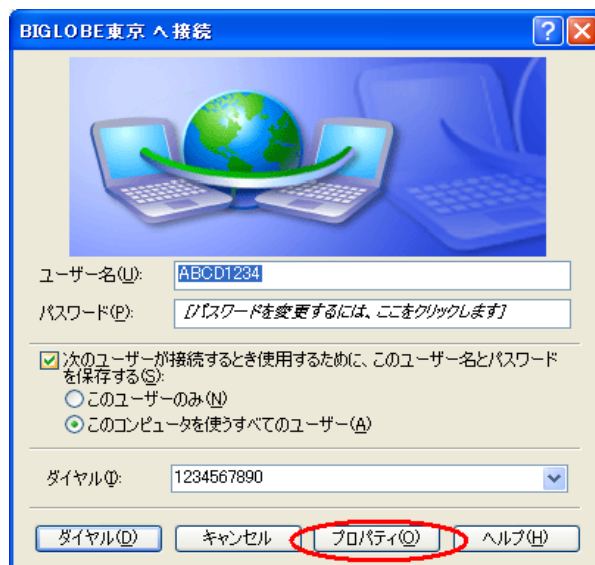 BIGLOBE東京 へ接続
ユーザー名(U):
ABCD1234
パスワード(P):
[パスワードを変更するには、ここをクリックします]
次のユーザーが接続するとき使用するために、このユーザー名とパスワード
を保存する(S):
このユーザーのみ(N)
このコンピュータを使うすべてのユーザー(A)
ダイヤル(I):
1234567890
ダイヤル(D)
キャンセル
プロパティ(O)
ヘルプ(H)